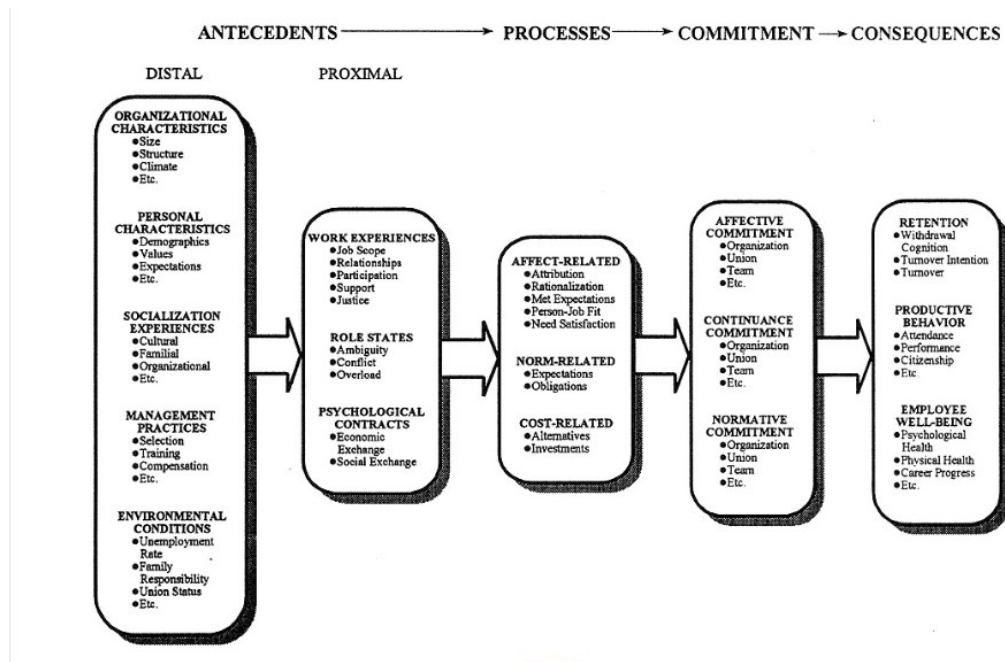 ANTECEDENTS PROCESSES COMMITMENT CONSEQUENCES
DISTAL PROXIMAL
ORGANIZATIONAL
CHARACTERISTICS
●Size
●Structure
●Climate
●Etc.
PERSONAL
CHARACTERISTICS
●Demographics
●Values
●Expectations
●Etc.
SOCIALIZATION
EXPERIENCES
●Cultural
●Familial
●Organizational
●Etc.
MANAGEMENT
PRACTICES
●Selection
●Training
●Compensation
●Etc.
ENVIRONMENTAL
CONDITIONS
●Unemployment
Rate
●Family
Responsibility
●Union Status
●Etc.
WORK EXPERIENCES
●Job Scope
●Relationships
●Participation
●Support
●Justice
ROLE STATES
●Ambiguity
●Conflict
●Overload
PSYCHOLOGICAL
CONTRACTS
●Economic
Exchange
●Social Exchange
AFFECT-RELATED
●Attribution
●Rationalization
●Met Expectations
●Person-Job Fit
●Need Satisfaction
NORM-RELATED
●Expectations
●Obligations
COST-RELATED
●Alternatives
●Investments
AFFECTIVE
COMMITMENT
●Organization
●Union
●Team
●Etc.
CONTINUANCE
COMMITMENT
●Organization
●Union
●Team
●Etc.
NORMATIVE
COMMITMENT
●Organization
●Union
●Team
●Etc.
RETENTION
●Withdrawal
Cognition
●Turnover Intention
●Turnover
PRODUCTIVE
BEHAVIOR
●Attendance
●Performance
●Citizenship
●Etc.
EMPLOYEE
WELL-BEING
●Psychological
Health
●Physical Health
●Career Progress
●Etc.